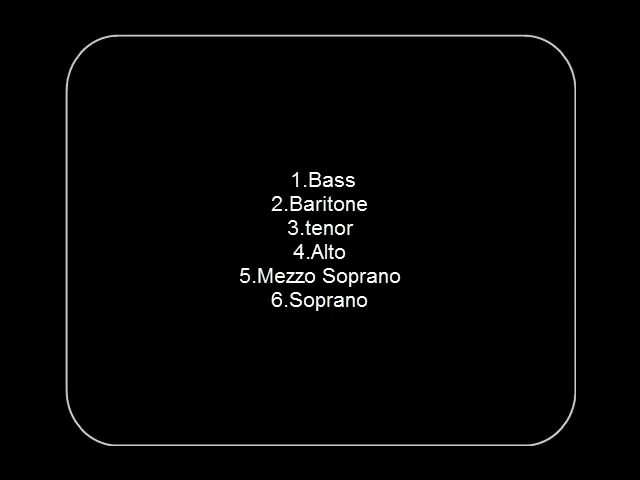 1.Bass
2.Baritone
3.tenor
4.Alto
5.Mezzo Soprano
6.Soprano